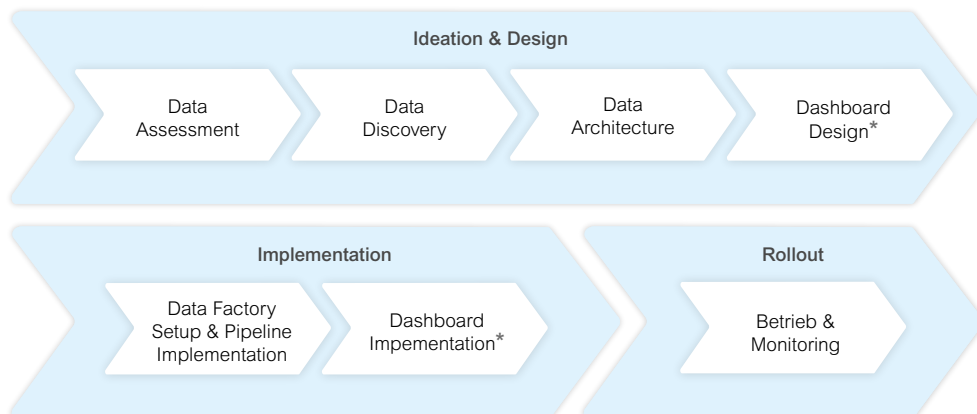 Ideation & Design
Data
Assessment
Data
Discovery
Data
Architecture
Dashboard
Design*
Implementation
Data Factory
Setup & Pipeline
Implementation
Dashboard
Impementation*
Rollout
Betrieb &
Monitoring